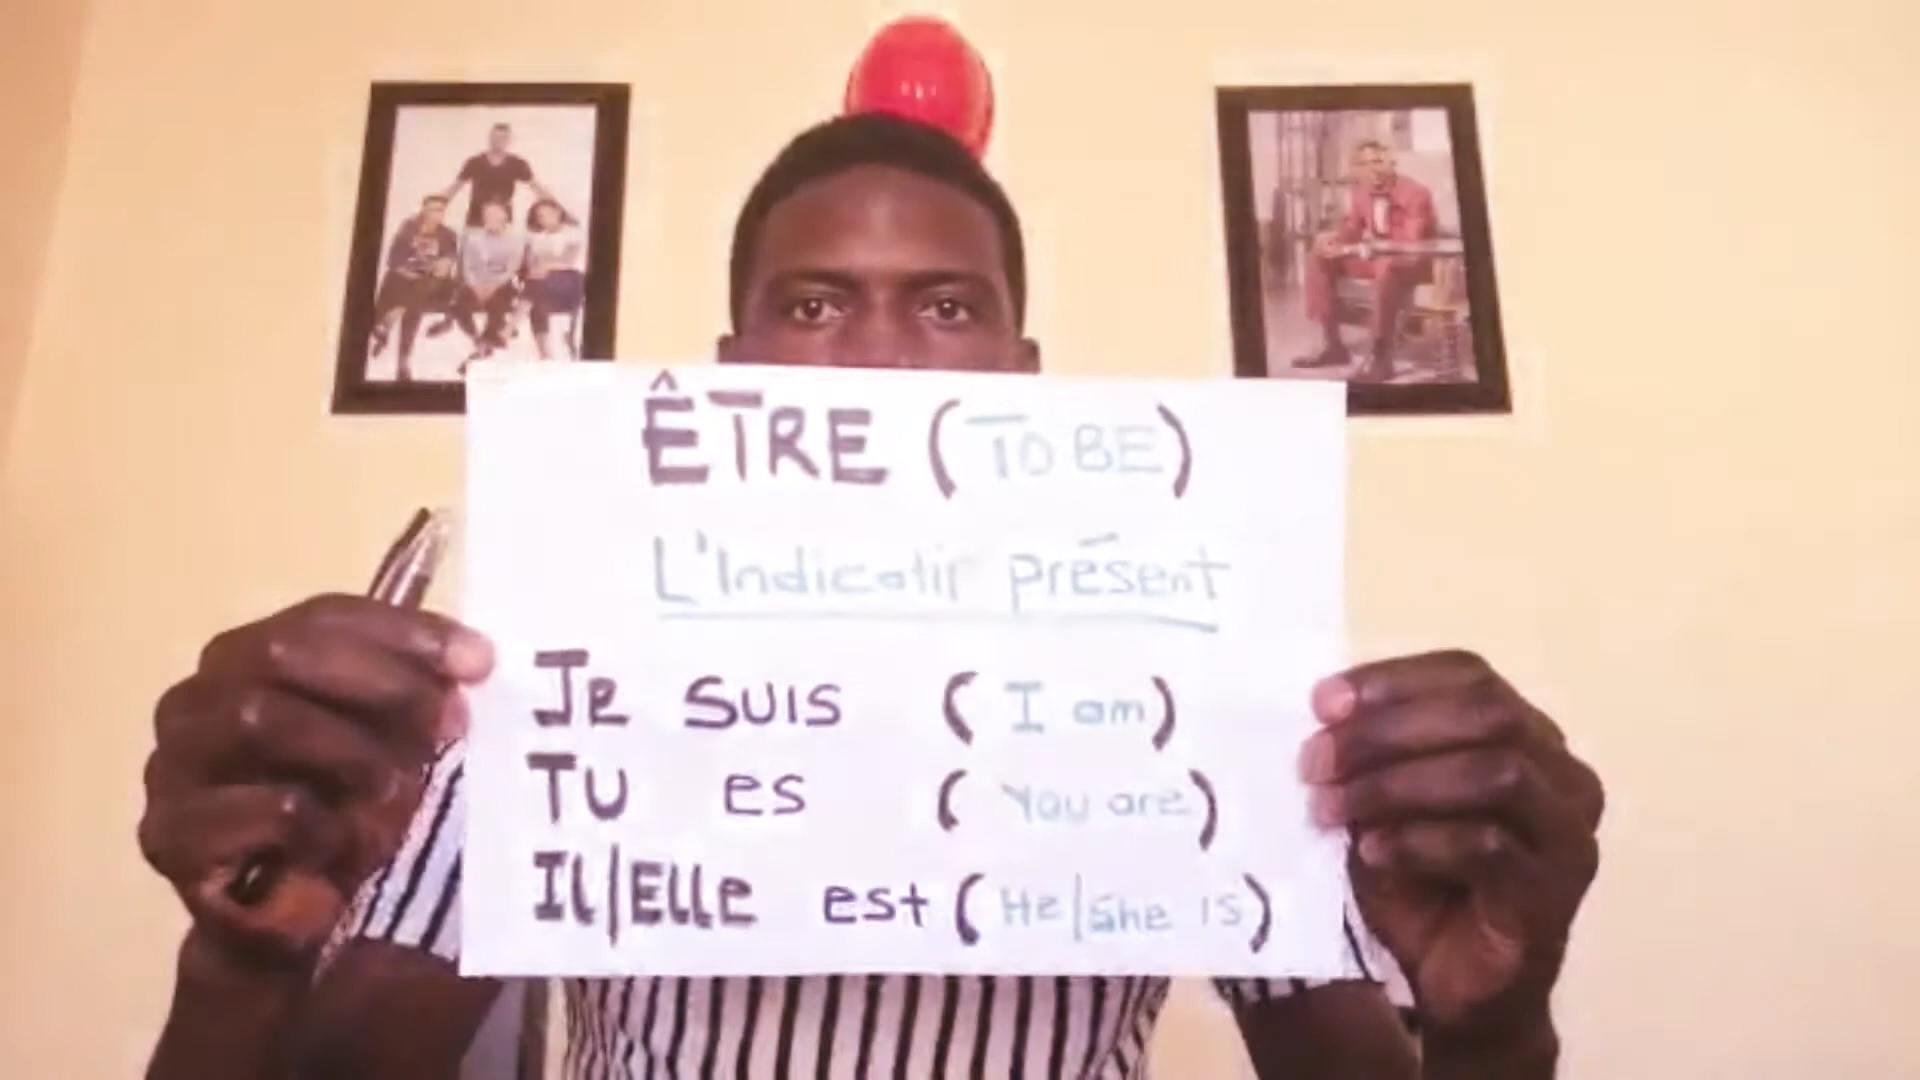 ÊTRE (TO BE)
L'Indicatif présent
Je suis (I am)
Tu es (You are)
Il/Elle est (He/She is)